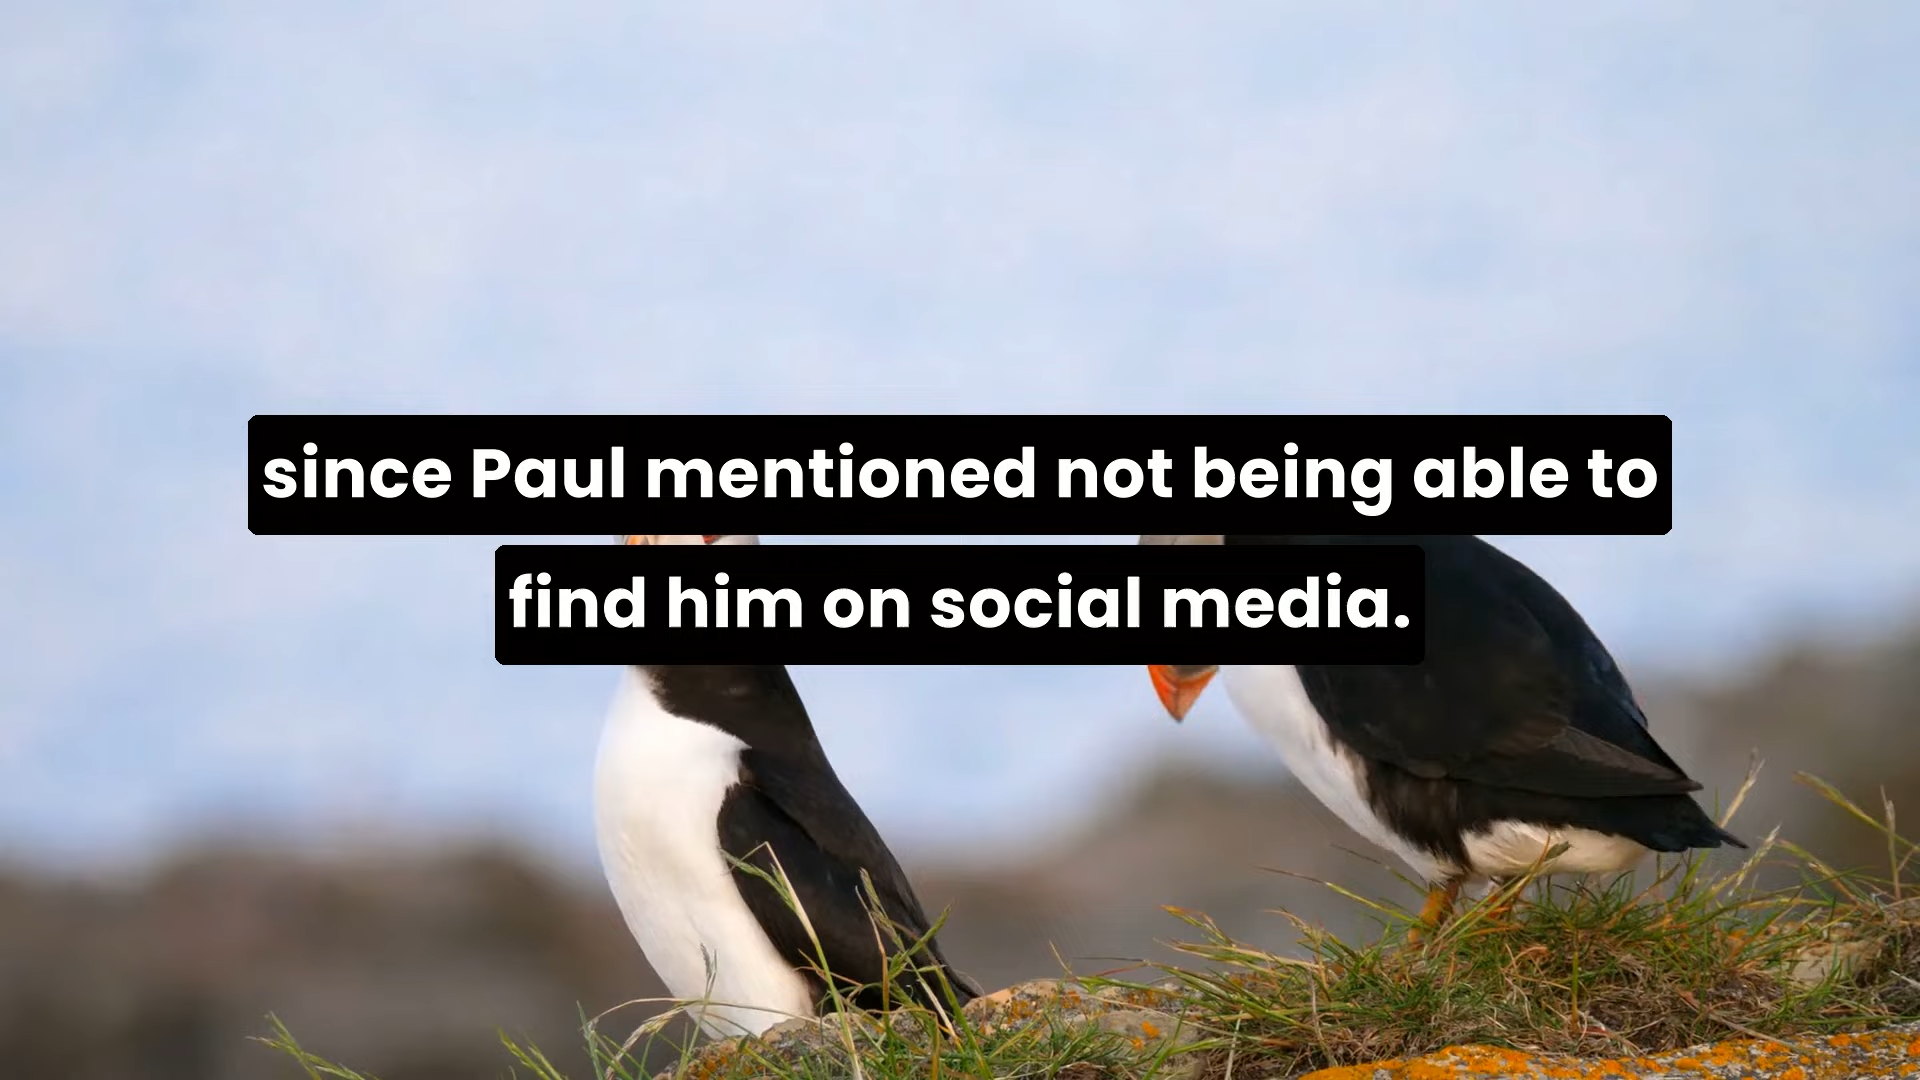 since Paul mentioned not being able to
find him on social media.